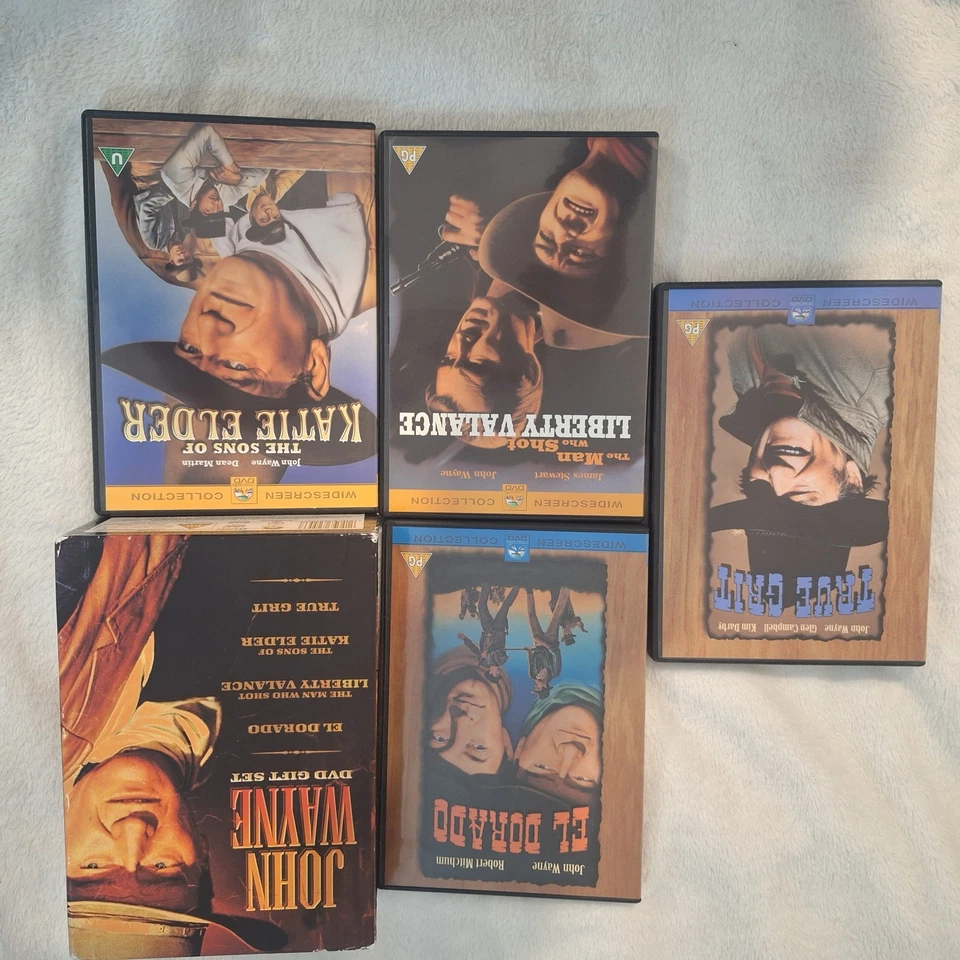 JOHN
WAYNE
DVD GIFT SET
EL DORADO
THE MAN WHO SHOT
LIBERTY VALANCE
THE SONS OF
KATIE ELDER
TRUE GRIT
WIDESCREEN DVD COLLECTION
John Wayne Dean Martin
THE SONS OF
KATIE ELDER
U
WIDESCREEN DVD COLLECTION
James Stewart John Wayne
The Man
Who Shot
LIBERTY VALANCE
PG
John Wayne Glen Campbell Kim Darby
TRUE GRIT
PG
WIDESCREEN DVD COLLECTION
John Wayne Robert Mitchum
EL DORADO
PG
WIDESCREEN DVD COLLECTION